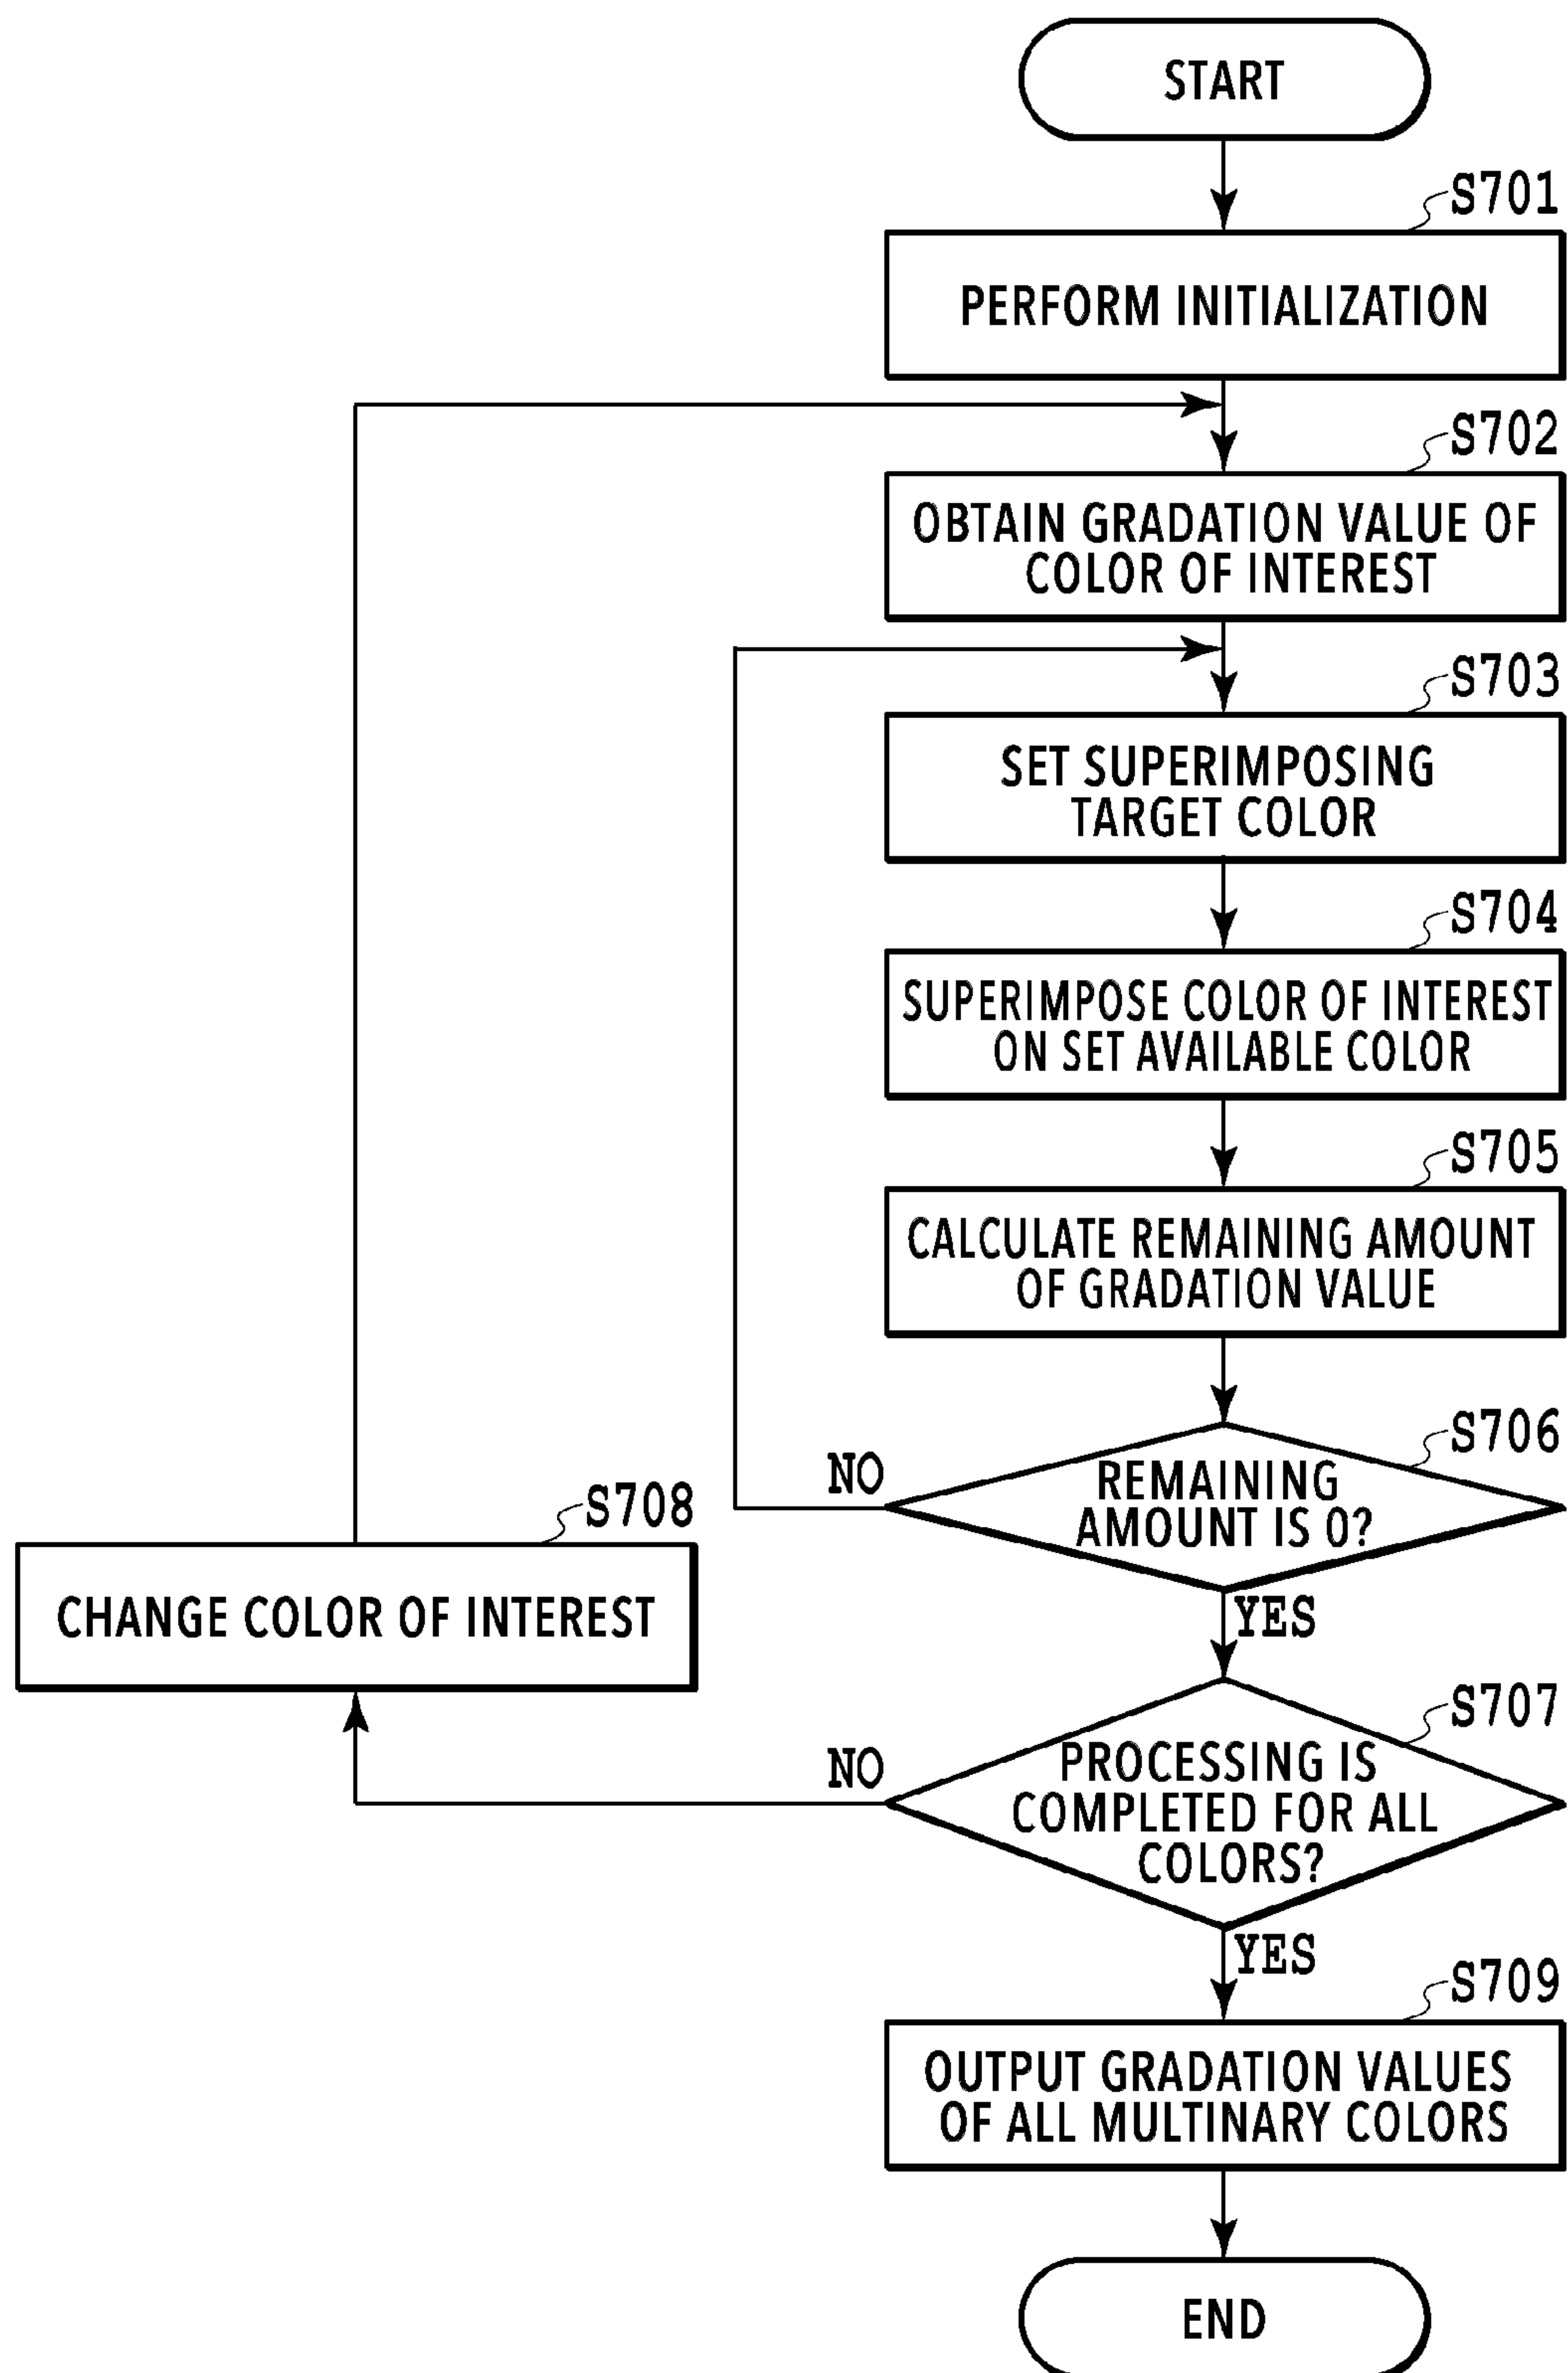 START
S701
PERFORM INITIALIZATION
S702
OBTAIN GRADATION VALUE OF
COLOR OF INTEREST
S703
SET SUPERIMPOSING
TARGET COLOR
S704
SUPERIMPOSE COLOR OF INTEREST
ON SET AVAILABLE COLOR
S705
CALCULATE REMAINING AMOUNT
OF GRADATION VALUE
S706
NO
REMAINING
AMOUNT IS 0?
YES
S708
CHANGE COLOR OF INTEREST
S707
NO
PROCESSING IS
COMPLETED FOR ALL
COLORS?
YES
S709
OUTPUT GRADATION VALUES
OF ALL MULTINARY COLORS
END